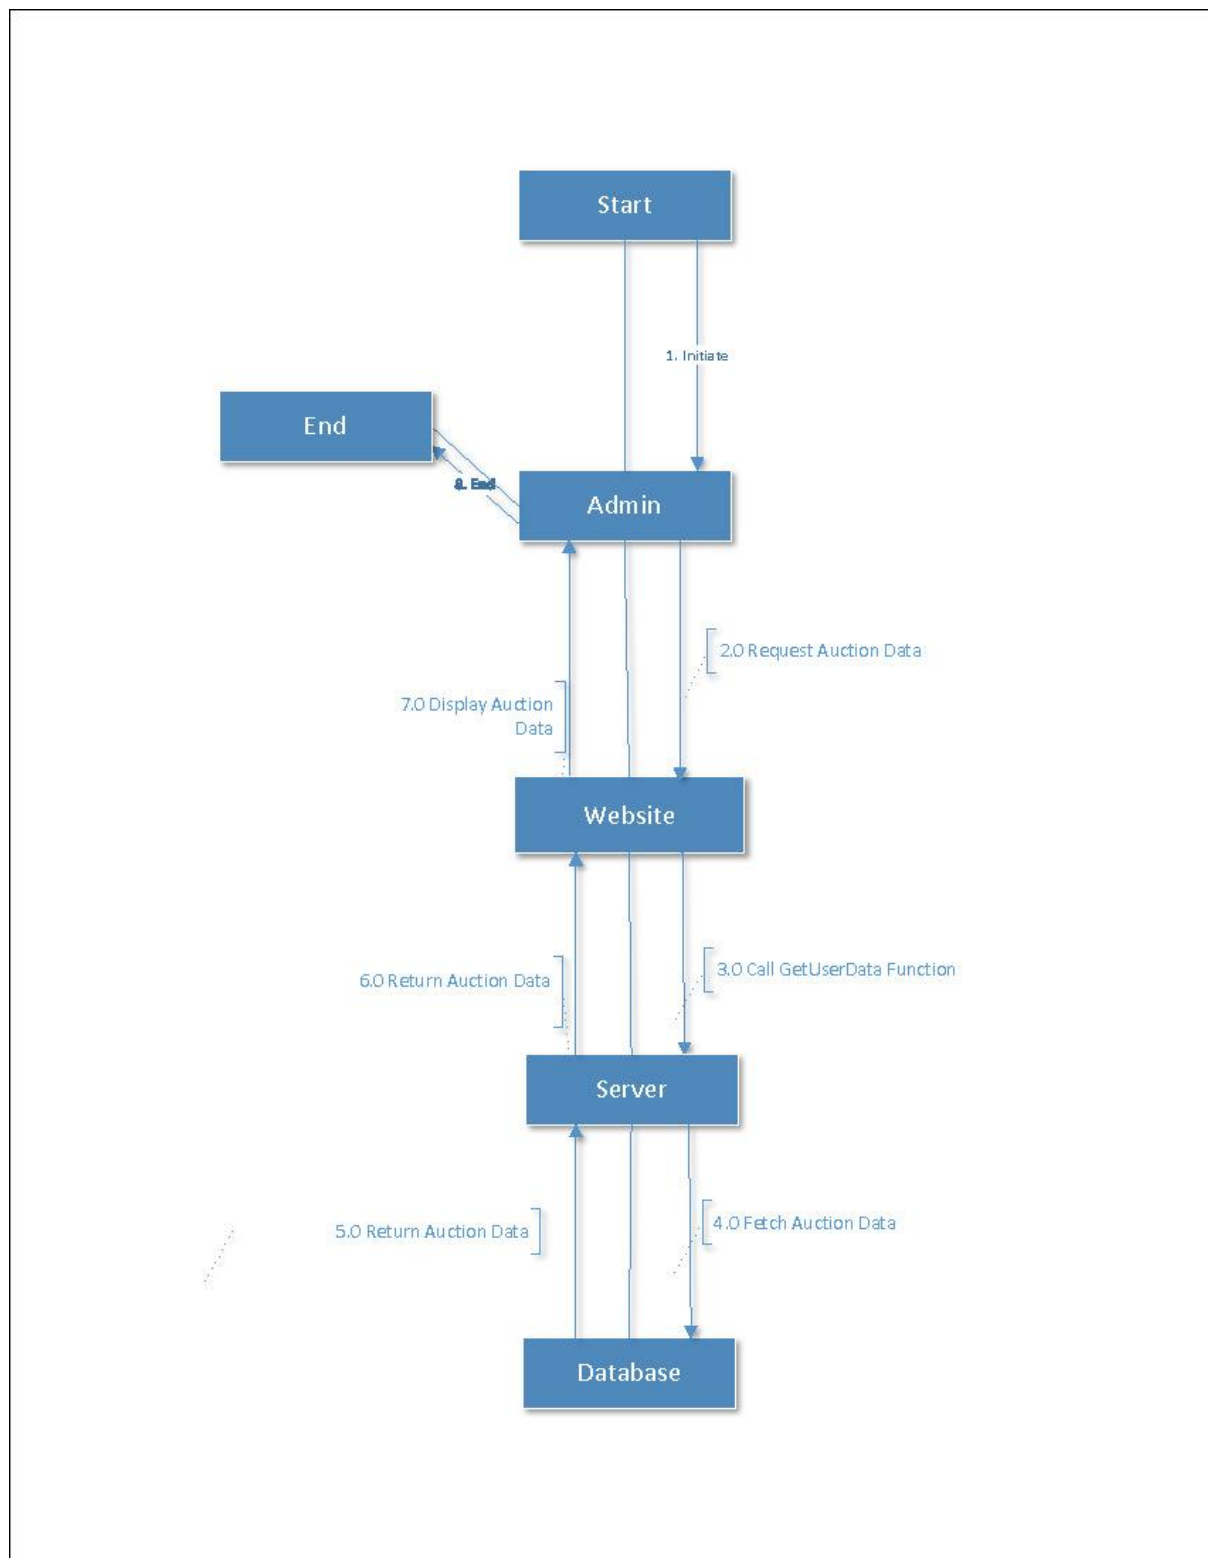 Start
1. Initiate
End
8. End
Admin
2.0 Request Auction Data
7.0 Display Auction
Data
Website
3.0 Call GetUserData Function
6.0 Return Auction Data
Server
4.0 Fetch Auction Data
5.0 Return Auction Data
Database